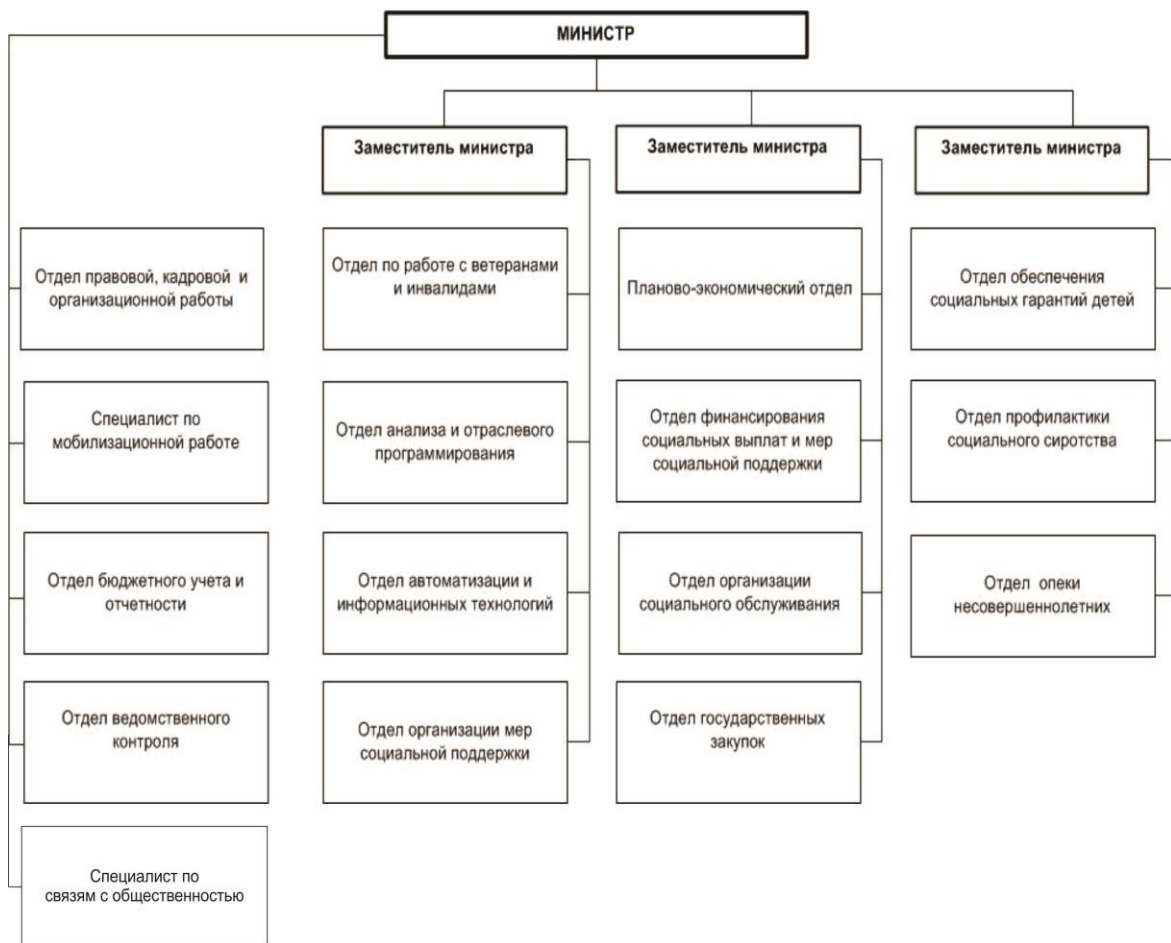 МИНИСТР
Заместитель министра
Заместитель министра
Заместитель министра
Отдел правовой, кадровой и
организационной работы
Отдел по работе с ветеранами
и инвалидами
Планово-экономический отдел
Отдел обеспечения
социальных гарантий детей
Специалист по
мобилизационной работе
Отдел анализа и отраслевого
программирования
Отдел финансирования
социальных выплат и мер
социальной поддержки
Отдел профилактики
социального сиротства
Отдел бюджетного учета и
отчетности
Отдел автоматизации и
информационных технологий
Отдел организации
социального обслуживания
Отдел опеки
несовершеннолетних
Отдел ведомственного
контроля
Отдел организации мер
социальной поддержки
Отдел государственных
закупок
Специалист по
связям с общественностью